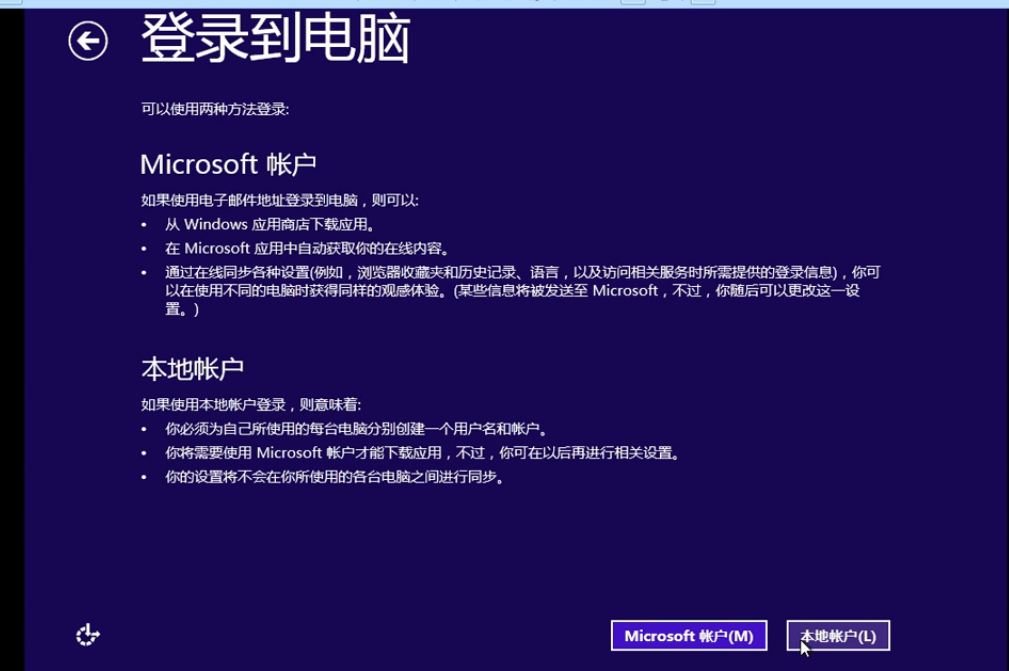 登录到电脑
可以使用两种方法登录:
Microsoft 帐户
如果使用电子邮件地址登录到电脑，则可以:
• 从 Windows 应用商店下载应用。
• 在 Microsoft 应用中自动获取你的在线内容。
• 通过在线同步各种设置(例如，浏览器收藏夹和历史记录、语言，以及访问相关服务时所需提供的登录信息)，你可
以在使用不同的电脑时获得同样的观感体验。(某些信息将被发送至 Microsoft，不过，你随后可以更改这一设
置。)
本地帐户
如果使用本地帐户登录，则意味着:
• 你必须为自己所使用的每台电脑分别创建一个用户名和帐户。
• 你将需要使用 Microsoft 帐户才能下载应用，不过，你可在以后再进行相关设置。
• 你的设置将不会在你所使用的各台电脑之间进行同步。
Microsoft 帐户(M)
本地帐户(L)